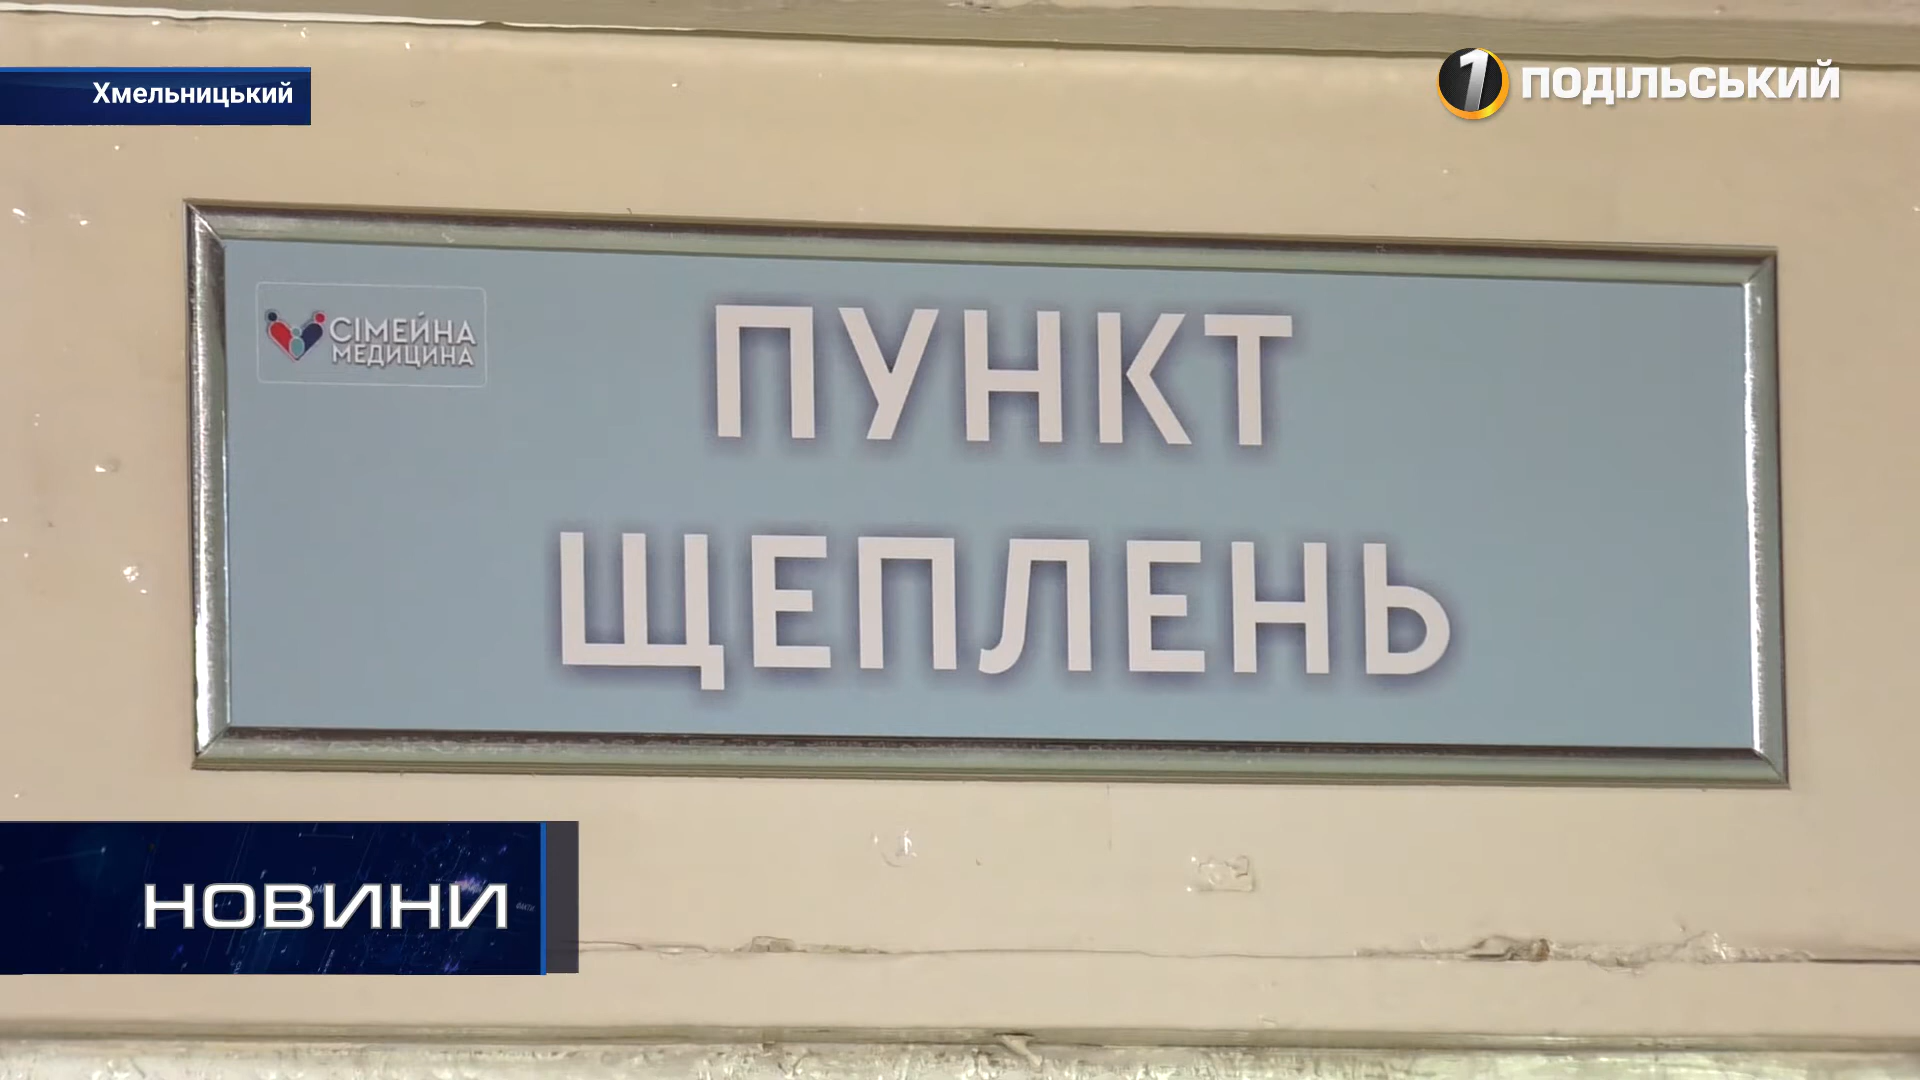 Хмельницький
1 ПОДІЛЬСЬКИЙ
СІМЕЙНА
МЕДИЦИНА
ПУНКТ
ЩЕПЛЕНЬ
НОВИНИ